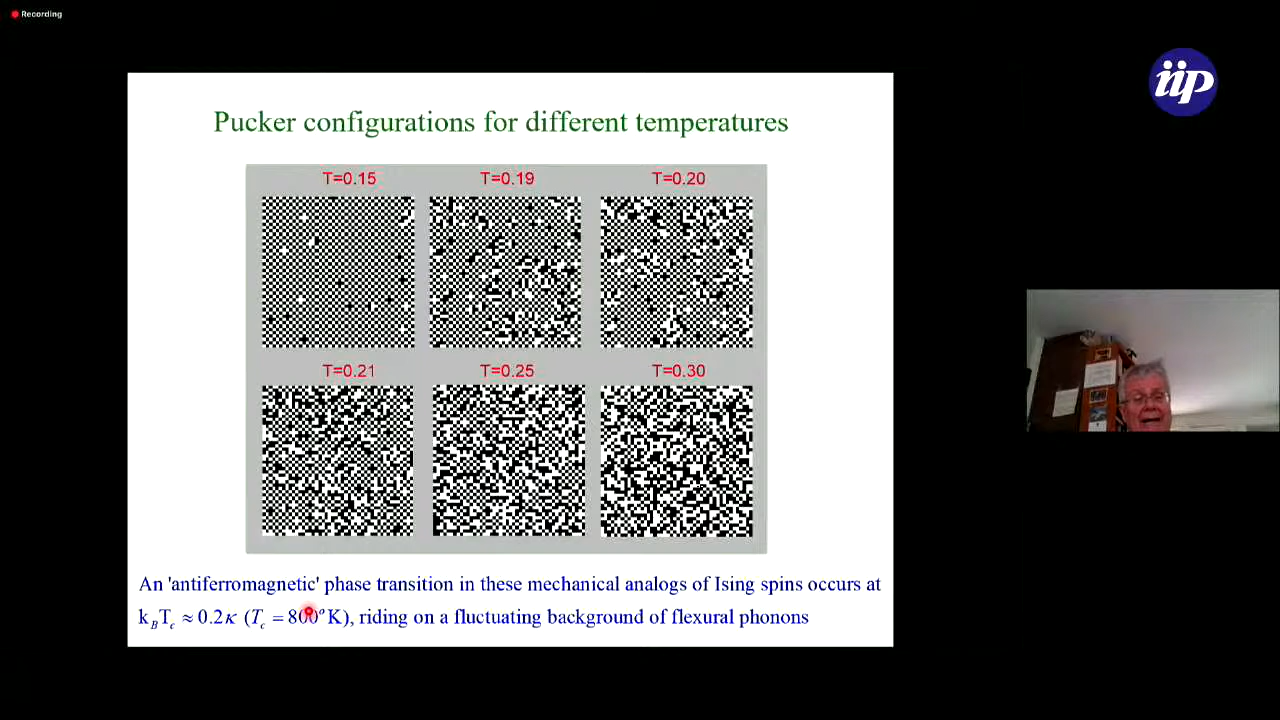 Recording
iip
Pucker configurations for different temperatures
T=0.15 T=0.19 T=0.20
T=0.21 T=0.25 T=0.30
An 'antiferromagnetic' phase transition in these mechanical analogs of Ising spins occurs at
k_BT_c ≈ 0.2κ (T_c = 800°K), riding on a fluctuating background of flexural phonons